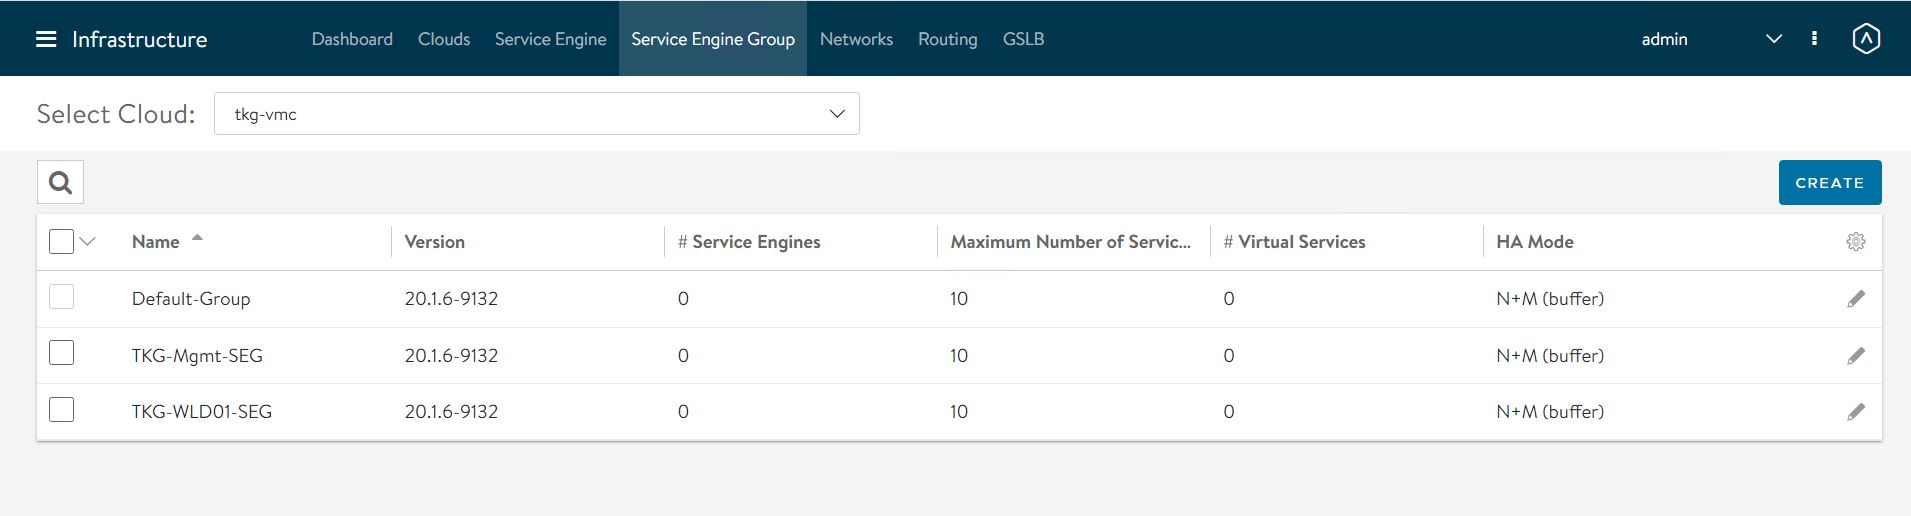 Infrastructure Dashboard Clouds Service Engine Service Engine Group Networks Routing GSLB admin
Select Cloud: tkg-vmc
CREATE
Name Version # Service Engines Maximum Number of Servic... # Virtual Services HA Mode
Default-Group 20.1.6-9132 0 10 0 N+M (buffer)
TKG-Mgmt-SEG 20.1.6-9132 0 10 0 N+M (buffer)
TKG-WLD01-SEG 20.1.6-9132 0 10 0 N+M (buffer)